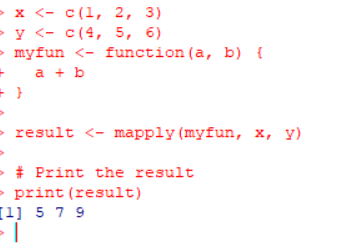 > x <- c(1, 2, 3)
> y <- c(4, 5, 6)
> myfun <- function(a, b) {
+   a + b
+ }
>
> result <- mapply(myfun, x, y)
>
> # Print the result
> print(result)
[1] 5 7 9
>